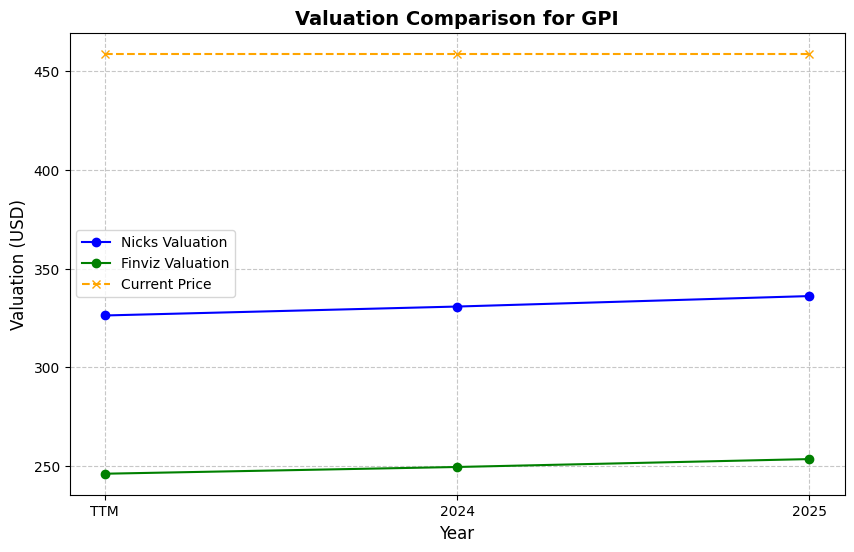 Valuation Comparison for GPI
Valuation (USD)
450
400
350
300
250
Nicks Valuation
Finviz Valuation
Current Price
TTM
2024
2025
Year